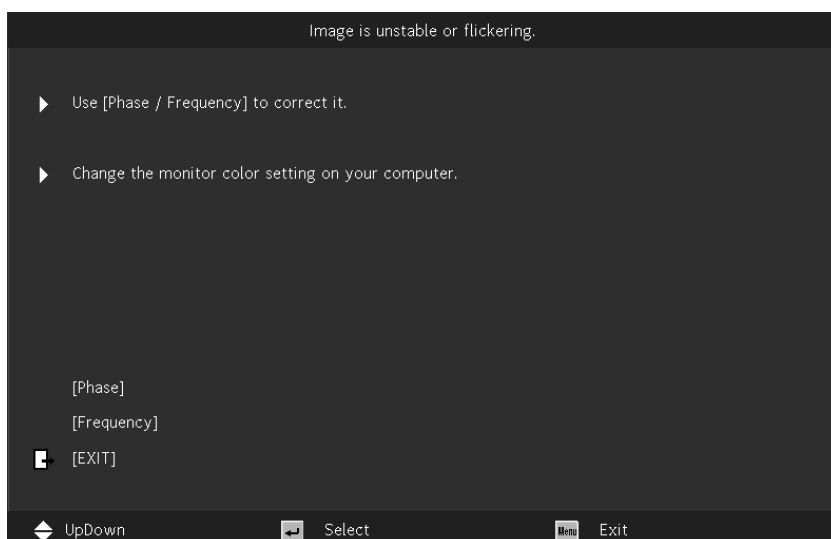 Image is unstable or flickering.
Use [Phase / Frequency] to correct it.
Change the monitor color setting on your computer.
[Phase]
[Frequency]
[EXIT]
UpDown Select Menu Exit